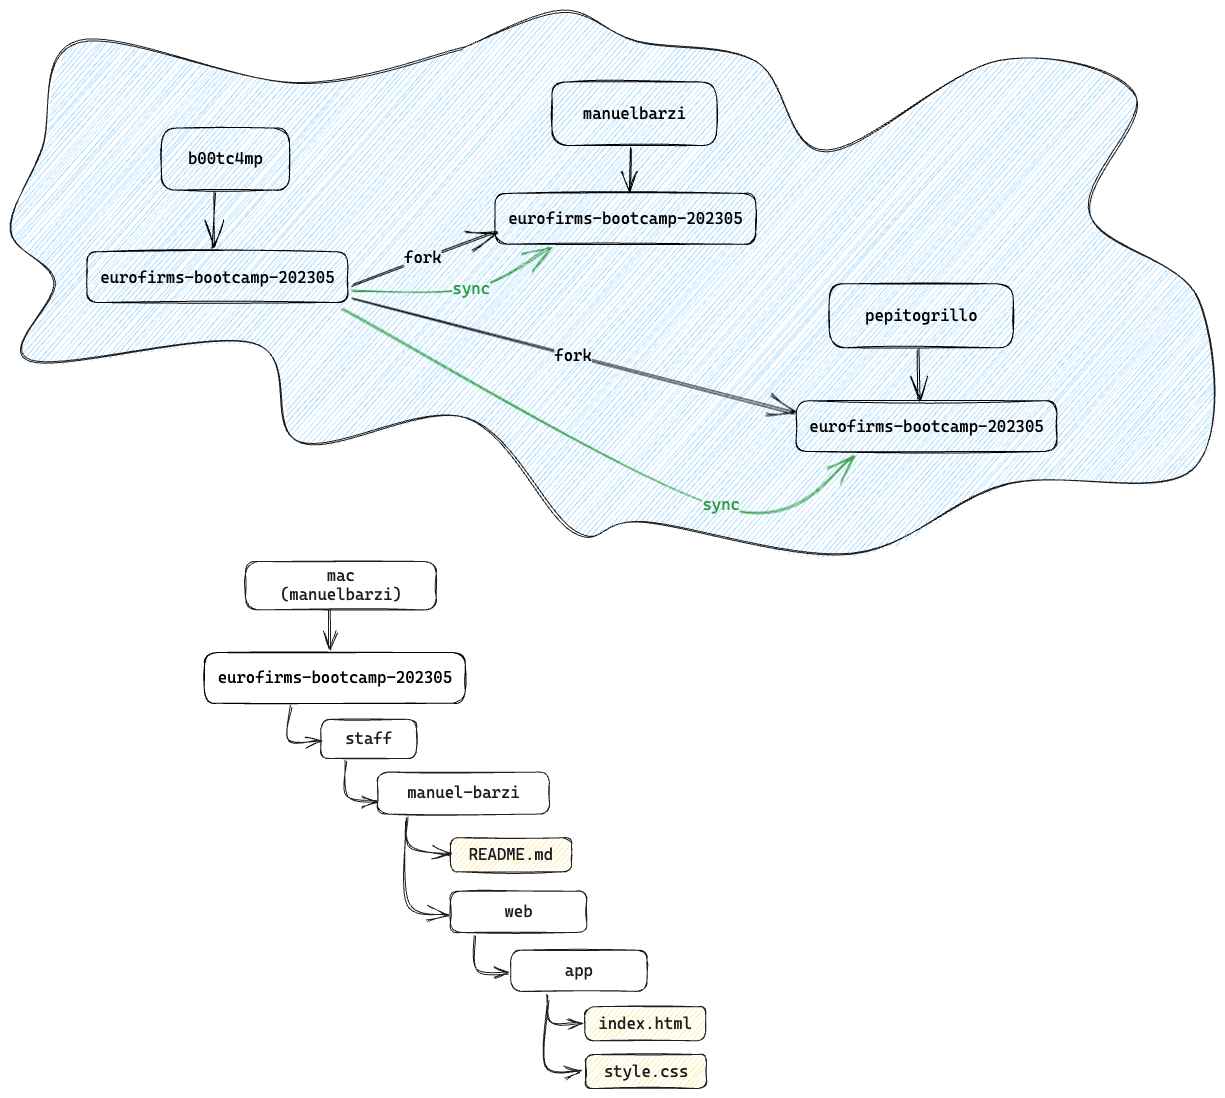 manuelbarzi
b00tc4mp
eurofirms-bootcamp-202305
fork
eurofirms-bootcamp-202305
sync
pepitogrillo
fork
eurofirms-bootcamp-202305
sync
mac
(manuelbarzi)
eurofirms-bootcamp-202305
staff
manuel-barzi
README.md
web
app
index.html
style.css